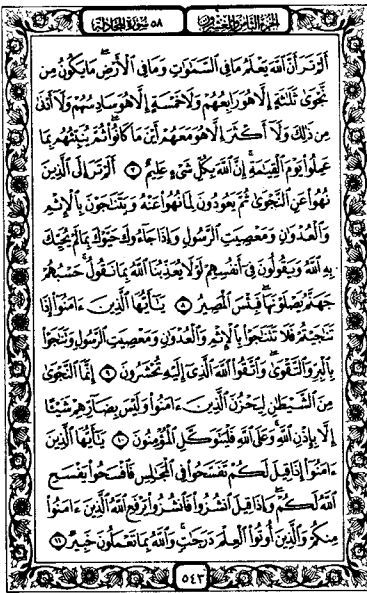 الجزء الثامن والعشرون ٥٨ سورة المجادلة
أَلَمْ تَرَ أَنَّ ٱللَّهَ يَعْلَمُ مَا فِى ٱلسَّمَٰوَٰتِ وَمَا فِى ٱلْأَرْضِ ۖ مَا يَكُونُ مِن
نَّجْوَىٰ ثَلَٰثَةٍ إِلَّا هُوَ رَابِعُهُمْ وَلَا خَمْسَةٍ إِلَّا هُوَ سَادِسُهُمْ وَلَآ أَدْنَىٰ
مِن ذَٰلِكَ وَلَآ أَكْثَرَ إِلَّا هُوَ مَعَهُمْ أَيْنَ مَا كَانُوا۟ ۖ ثُمَّ يُنَبِّئُهُم بِمَا
عَمِلُوا۟ يَوْمَ ٱلْقِيَٰمَةِ ۚ إِنَّ ٱللَّهَ بِكُلِّ شَىْءٍ عَلِيمٌ ٧ أَلَمْ تَرَ إِلَى ٱلَّذِينَ
نُهُوا۟ عَنِ ٱلنَّجْوَىٰ ثُمَّ يَعُودُونَ لِمَا نُهُوا۟ عَنْهُ وَيَتَنَٰجَوْنَ بِٱلْإِثْمِ
وَٱلْعُدْوَٰنِ وَمَعْصِيَتِ ٱلرَّسُولِ وَإِذَا جَآءُوكَ حَيَّوْكَ بِمَا لَمْ يُحَيِّكَ
بِهِ ٱللَّهُ وَيَقُولُونَ فِىٓ أَنفُسِهِمْ لَوْلَا يُعَذِّبُنَا ٱللَّهُ بِمَا نَقُولُ ۚ حَسْبُهُمْ
جَهَنَّمُ يَصْلَوْنَهَا ۖ فَبِئْسَ ٱلْمَصِيرُ ٨ يَٰٓأَيُّهَا ٱلَّذِينَ ءَامَنُوٓا۟ إِذَا
تَنَٰجَيْتُمْ فَلَا تَتَنَٰجَوْا۟ بِٱلْإِثْمِ وَٱلْعُدْوَٰنِ وَمَعْصِيَتِ ٱلرَّسُولِ وَتَنَٰجَوْا۟
بِٱلْبِرِّ وَٱلتَّقْوَىٰ ۖ وَٱتَّقُوا۟ ٱللَّهَ ٱلَّذِىٓ إِلَيْهِ تُحْشَرُونَ ٩ إِنَّمَا ٱلنَّجْوَىٰ
مِنَ ٱلشَّيْطَٰنِ لِيَحْزُنَ ٱلَّذِينَ ءَامَنُوا۟ وَلَيْسَ بِضَآرِّهِمْ شَيْـًٔا
إِلَّا بِإِذْنِ ٱللَّهِ ۚ وَعَلَى ٱللَّهِ فَلْيَتَوَكَّلِ ٱلْمُؤْمِنُونَ ١٠ يَٰٓأَيُّهَا ٱلَّذِينَ
ءَامَنُوٓا۟ إِذَا قِيلَ لَكُمْ تَفَسَّحُوا۟ فِى ٱلْمَجَٰلِسِ فَٱفْسَحُوا۟ يَفْسَحِ
ٱللَّهُ لَكُمْ ۖ وَإِذَا قِيلَ ٱنشُزُوا۟ فَٱنشُزُوا۟ يَرْفَعِ ٱللَّهُ ٱلَّذِينَ ءَامَنُوا۟
مِنكُمْ وَٱلَّذِينَ أُوتُوا۟ ٱلْعِلْمَ دَرَجَٰتٍ ۚ وَٱللَّهُ بِمَا تَعْمَلُونَ خَبِيرٌ ١١
٥٤٣